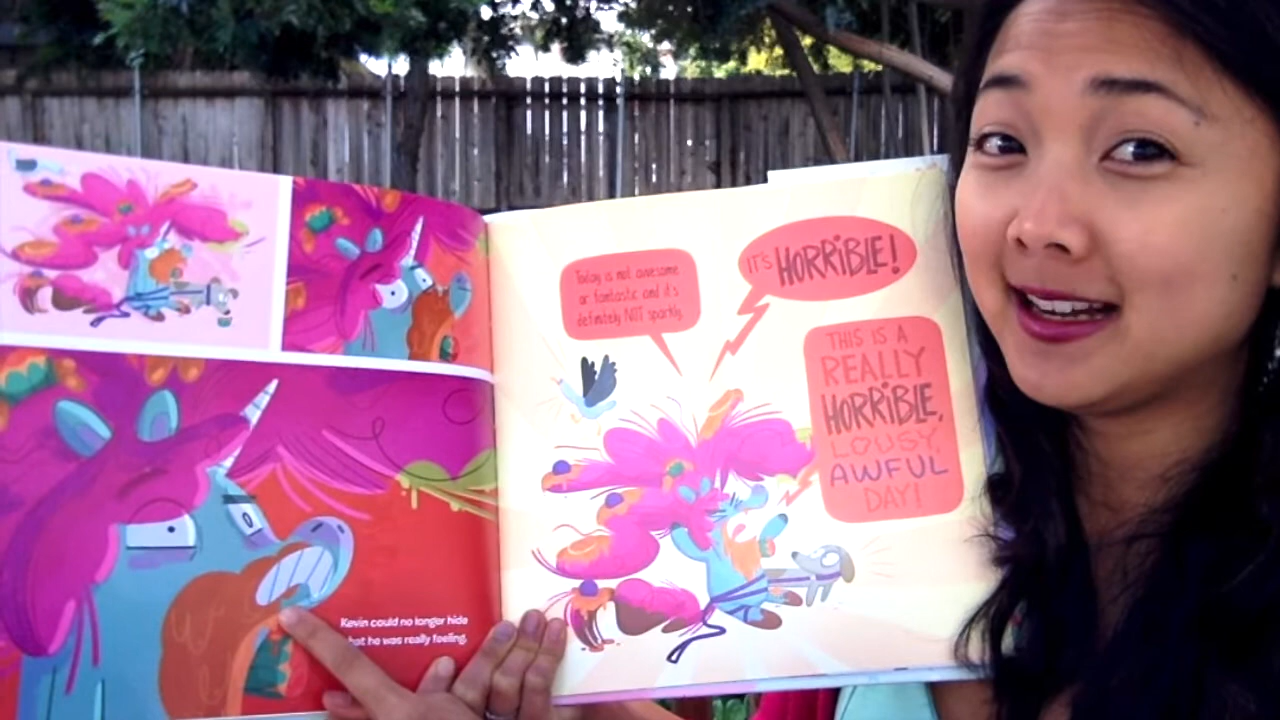 Kevin could no longer hide
what he was really feeling.
Today is not awesome
or fantastic and it's
definitely NOT sparkly.
IT'S HORRIBLE!
THIS IS A
REALLY
HORRIBLE,
LOUSY,
AWFUL
DAY!